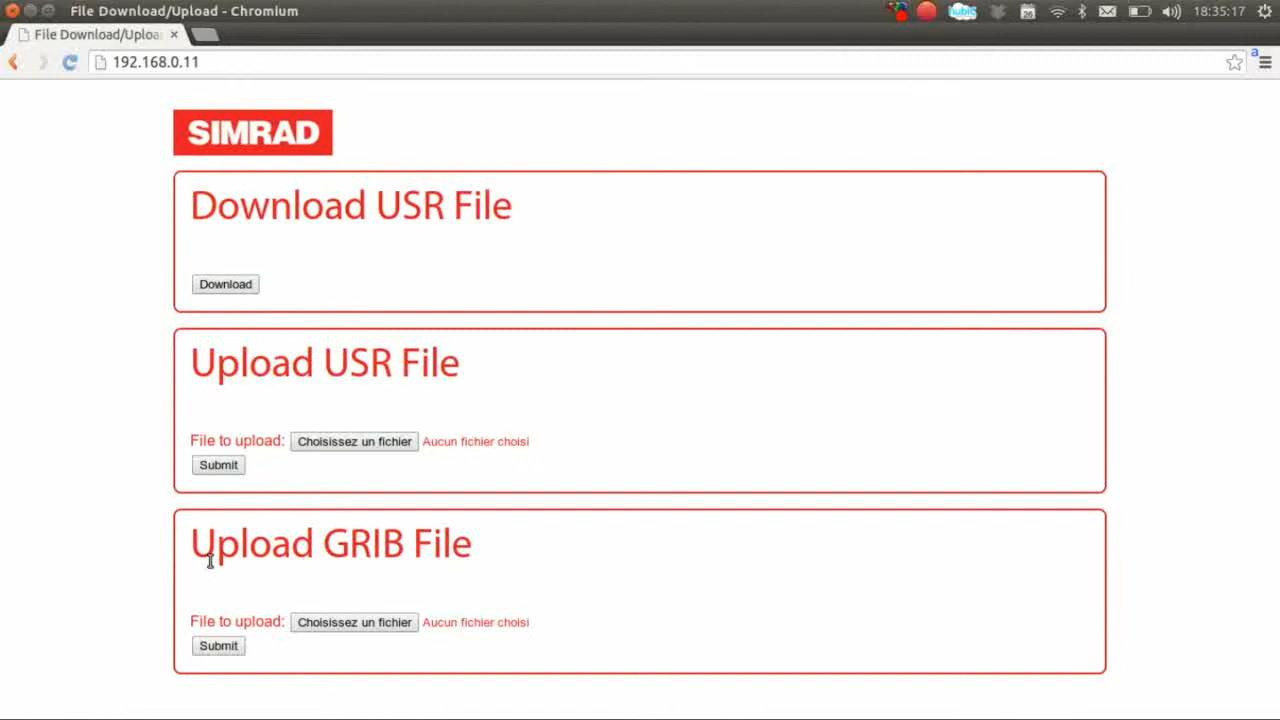 File Download/Upload - Chromium
hubiC
26
18:35:17
File Download/Uploa
192.168.0.11
a
SIMRAD
Download USR File
Download
Upload USR File
File to upload: Choisissez un fichier Aucun fichier choisi
Submit
Upload GRIB File
File to upload: Choisissez un fichier Aucun fichier choisi
Submit